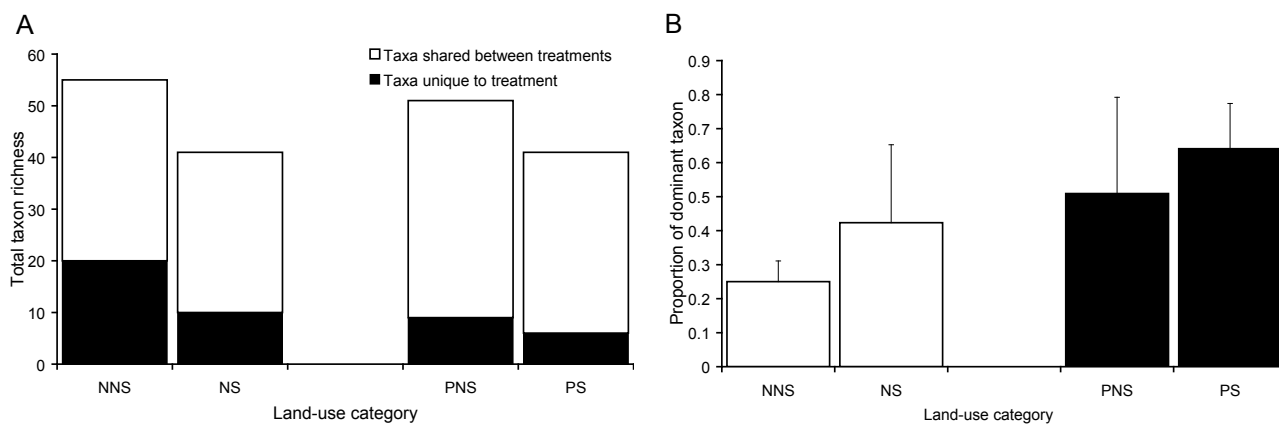 A
Taxa shared between treatments
Taxa unique to treatment
60
50
40
30
20
10
0
Total taxon richness
NNS NS PNS PS
Land-use category
B
0.9
0.8
0.7
0.6
0.5
0.4
0.3
0.2
0.1
0
Proportion of dominant taxon
NNS NS PNS PS
Land-use category